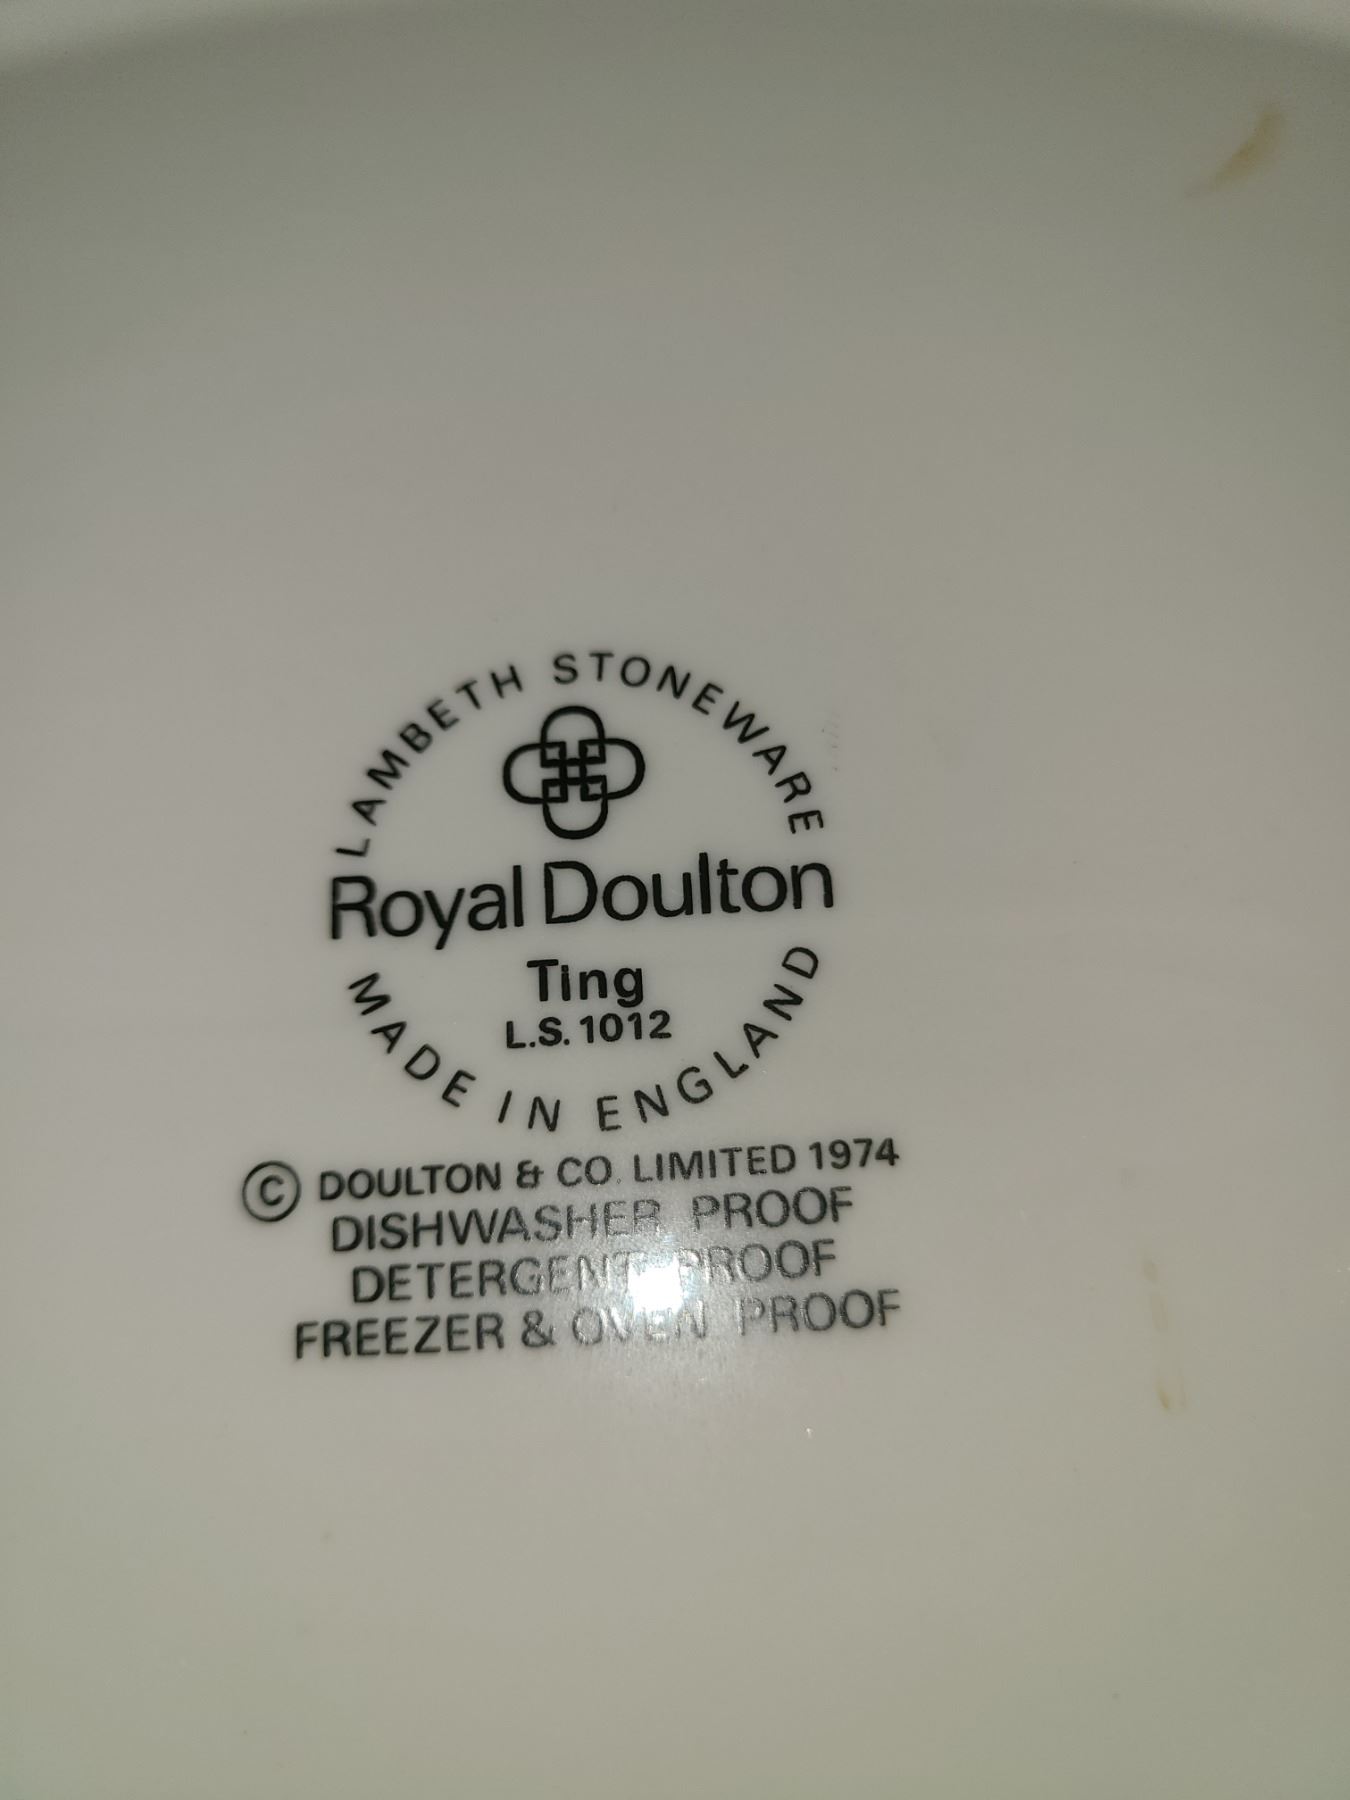 LAMBETH STONEWARE
Royal Doulton
Ting
L.S. 1012
MADE IN ENGLAND
© DOULTON & CO. LIMITED 1974
DISHWASHER PROOF
DETERGENT PROOF
FREEZER & OVEN PROOF